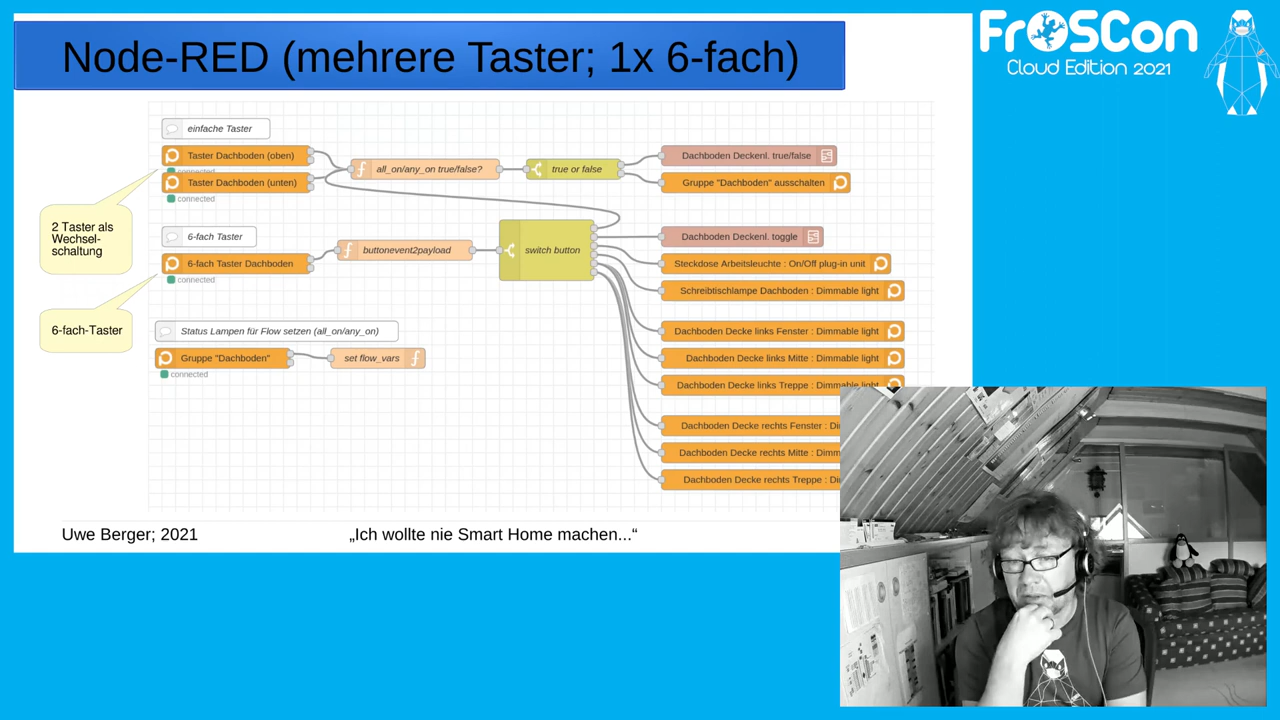 Node-RED (mehrere Taster; 1x 6-fach)
FrOSCon
Cloud Edition 2021
einfache Taster
Taster Dachboden (oben)
connected
Taster Dachboden (unten)
connected
all_on/any_on true/false?
true or false
Dachboden Deckenl. true/false
Gruppe "Dachboden" ausschalten
2 Taster als
Wechsel-
schaltung
6-fach Taster
6-fach Taster Dachboden
connected
buttonevent2payload
switch button
Dachboden Deckenl. toggle
Steckdose Arbeitsleuchte : On/Off plug-in unit
Schreibtischlampe Dachboden : Dimmable light
6-fach-Taster
Status Lampen für Flow setzen (all_on/any_on)
Gruppe "Dachboden"
connected
set flow_vars
Dachboden Decke links Fenster : Dimmable light
Dachboden Decke links Mitte : Dimmable light
Dachboden Decke links Treppe : Dimmable light
Dachboden Decke rechts Fenster : Di
Dachboden Decke rechts Mitte : Dimm
Dachboden Decke rechts Treppe : Di
Uwe Berger; 2021
„Ich wollte nie Smart Home machen...“